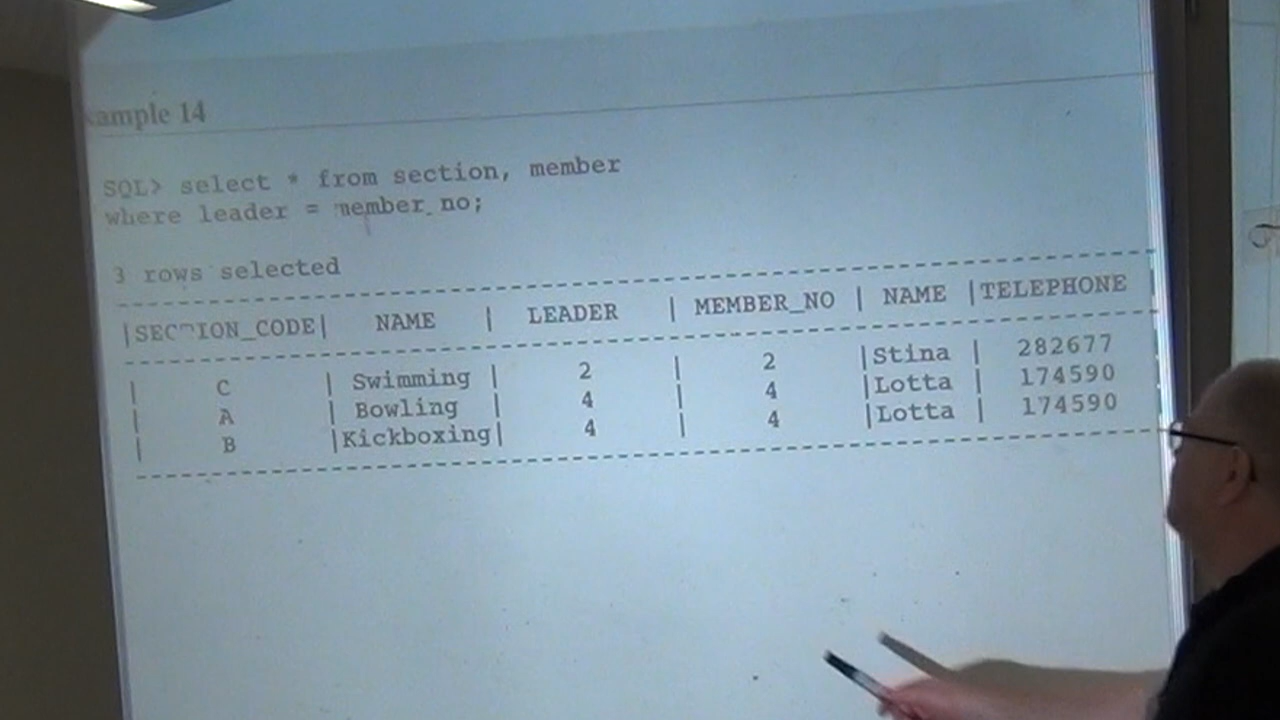 xample 14
SQL> select * from section, member
where leader = member_no;
3 rows selected
|SECTION_CODE| NAME | LEADER | MEMBER_NO | NAME |TELEPHONE
| C | Swimming | 2 | 2 |Stina | 282677
| A | Bowling | 4 | 4 |Lotta | 174590
| B |Kickboxing| 4 | 4 |Lotta | 174590